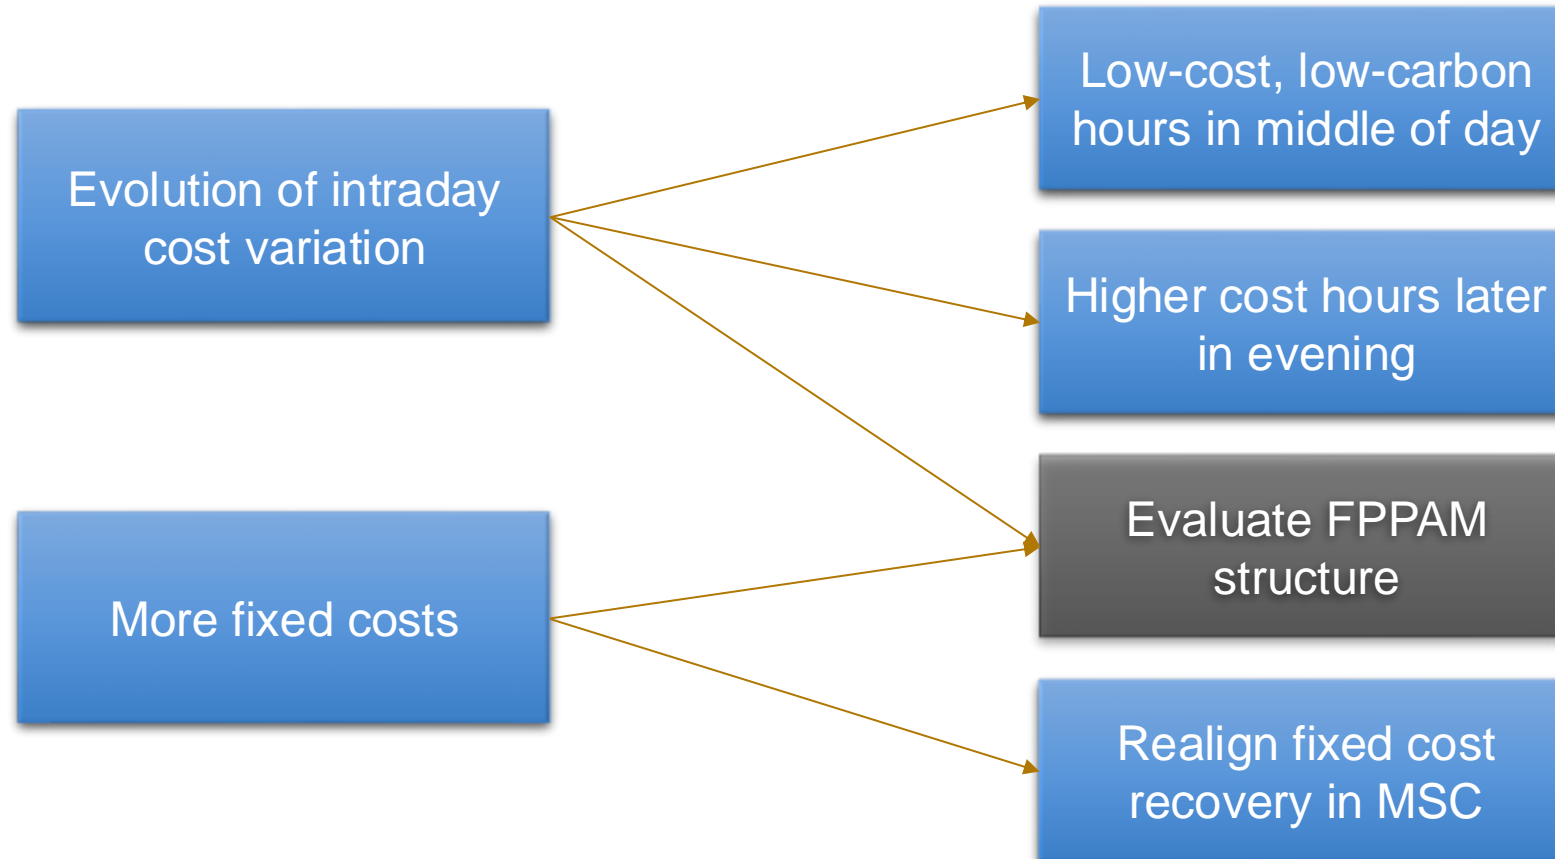 Evolution of intraday
cost variation
More fixed costs
Low-cost, low-carbon
hours in middle of day
Higher cost hours later
in evening
Evaluate FPPAM
structure
Realign fixed cost
recovery in MSC